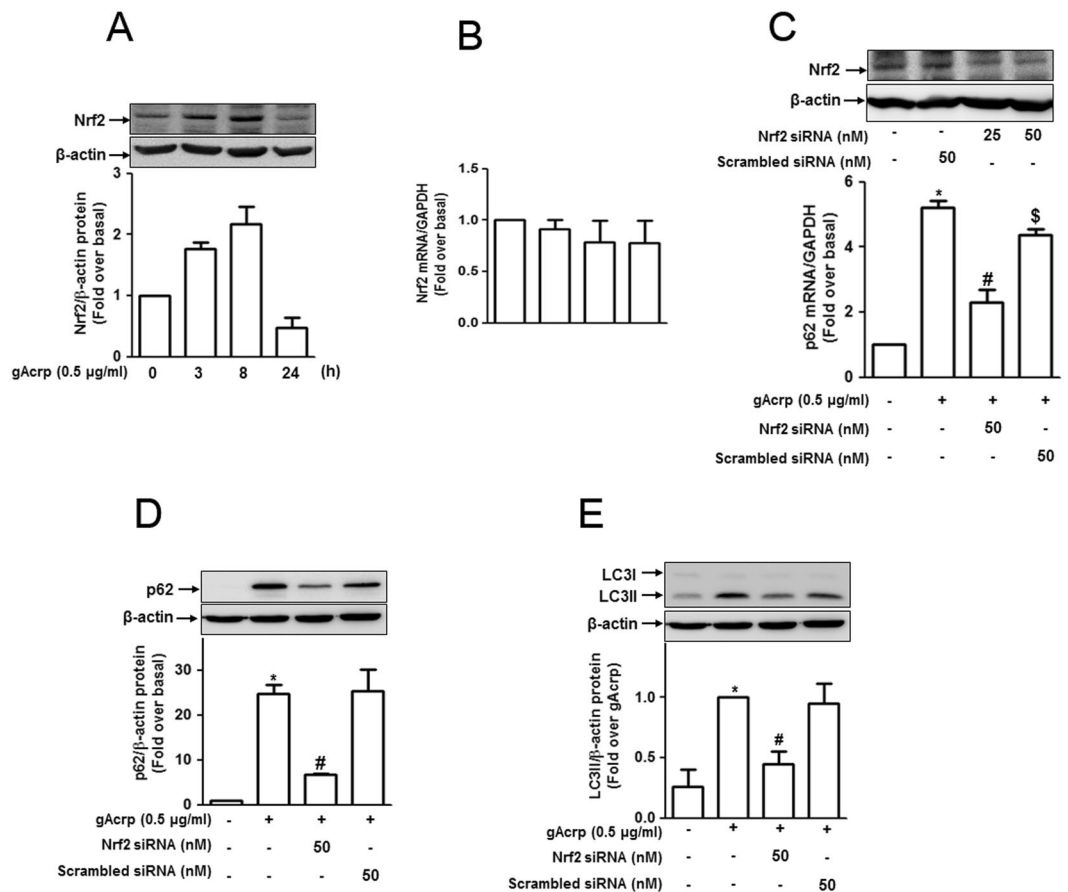 A
Nrf2
β-actin
Nrf2/β-actin protein
(Fold over basal)
3
2
1
0
gAcrp (0.5 μg/ml) 0 3 8 24 (h)
B
Nrf2 mRNA/GAPDH
(Fold over basal)
1.5
1.0
0.5
0.0
C
Nrf2
β-actin
Nrf2 siRNA (nM) - - 25 50
Scrambled siRNA (nM) - 50 - -
p62 mRNA/GAPDH
(Fold over basal)
6
4
2
0
* # $
gAcrp (0.5 μg/ml) - + + +
Nrf2 siRNA (nM) - - 50 -
Scrambled siRNA (nM) - - - 50
D
p62
β-actin
p62/β-actin protein
(Fold over basal)
30
20
10
0
* #
gAcrp (0.5 μg/ml) - + + +
Nrf2 siRNA (nM) - - 50 -
Scrambled siRNA (nM) - - - 50
E
LC3I
LC3II
β-actin
LC3II/β-actin protein
(Fold over gAcrp)
1.0
0.5
0.0
* #
gAcrp (0.5 μg/ml) - + + +
Nrf2 siRNA (nM) - - 50 -
Scrambled siRNA (nM) - - - 50